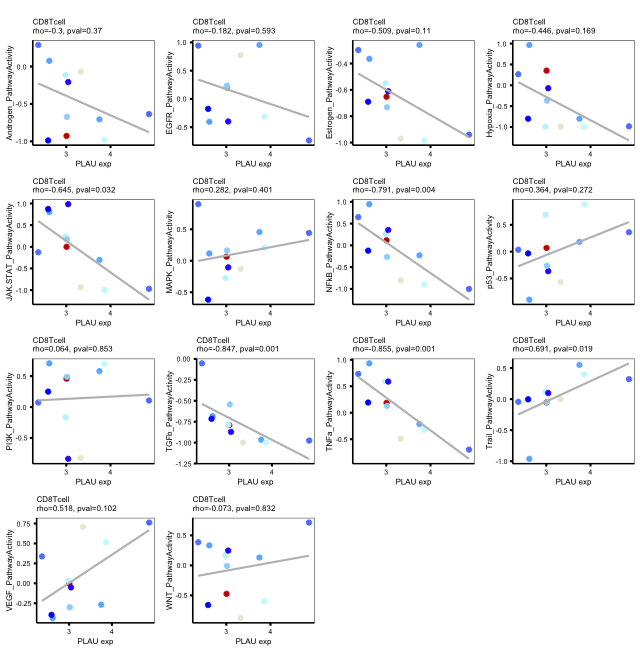 CD8Tcell
rho=-0.3, pval=0.37
Androgen_PathwayActivity
0.0
-0.5
-1.0
3
4
PLAU exp
CD8Tcell
rho=-0.182, pval=0.593
EGFR_PathwayActivity
1.0
0.5
0.0
-0.5
3
4
PLAU exp
CD8Tcell
rho=-0.509, pval=0.11
Estrogen_PathwayActivity
-0.4
-0.6
-0.8
-1.0
3
4
PLAU exp
CD8Tcell
rho=-0.446, pval=0.169
Hypoxia_PathwayActivity
1.0
0.5
0.0
-0.5
-1.0
3
4
PLAU exp
CD8Tcell
rho=-0.645, pval=0.032
JAK-STAT_PathwayActivity
1.0
0.5
0.0
-0.5
-1.0
3
4
PLAU exp
CD8Tcell
rho=0.282, pval=0.401
MAPK_PathwayActivity
0.5
0.0
-0.5
3
4
PLAU exp
CD8Tcell
rho=-0.791, pval=0.004
NFkB_PathwayActivity
1.0
0.5
0.0
-0.5
-1.0
3
4
PLAU exp
CD8Tcell
rho=0.364, pval=0.272
p53_PathwayActivity
0.5
0.0
-0.5
3
4
PLAU exp
CD8Tcell
rho=0.064, pval=0.853
PI3K_PathwayActivity
0.5
0.0
-0.5
3
4
PLAU exp
CD8Tcell
rho=-0.847, pval=0.001
TGFb_PathwayActivity
0.00
-0.25
-0.50
-0.75
-1.00
-1.25
3
4
PLAU exp
CD8Tcell
rho=-0.855, pval=0.001
TNFa_PathwayActivity
1.0
0.5
0.0
-0.5
3
4
PLAU exp
CD8Tcell
rho=0.691, pval=0.019
Trail_PathwayActivity
0.5
0.0
-0.5
-1.0
3
4
PLAU exp
CD8Tcell
rho=0.518, pval=0.102
VEGF_PathwayActivity
0.75
0.50
0.25
0.00
-0.25
3
4
PLAU exp
CD8Tcell
rho=-0.073, pval=0.832
WNT_PathwayActivity
0.5
0.0
-0.5
3
4
PLAU exp